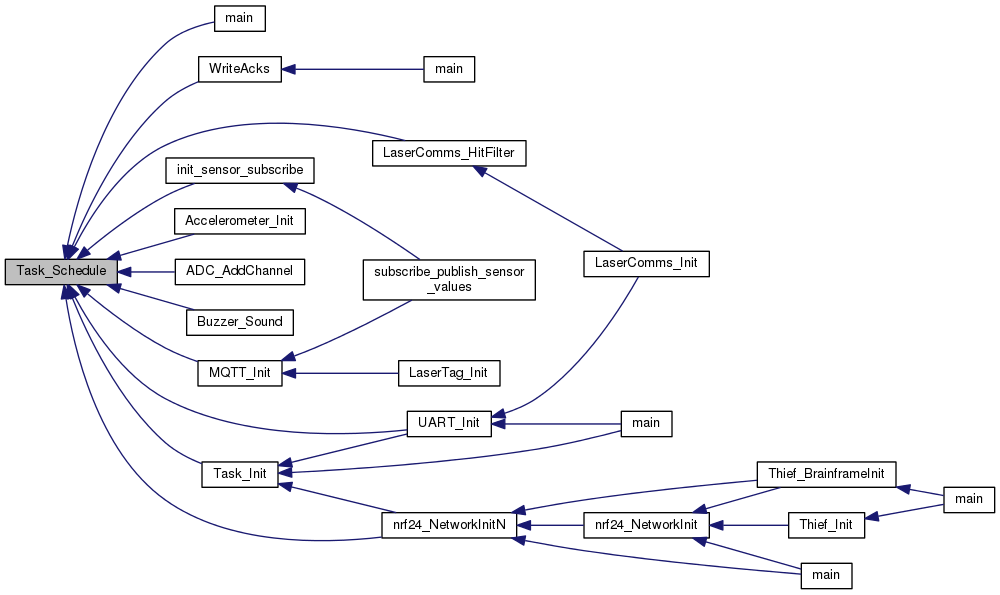 main
WriteAcks
main
LaserComms_HitFilter
init_sensor_subscribe
Accelerometer_Init
LaserComms_Init
Task_Schedule
ADC_AddChannel
subscribe_publish_sensor
_values
Buzzer_Sound
MQTT_Init
LaserTag_Init
UART_Init
main
Task_Init
Thief_BrainframeInit
main
nrf24_NetworkInitN
nrf24_NetworkInit
Thief_Init
main